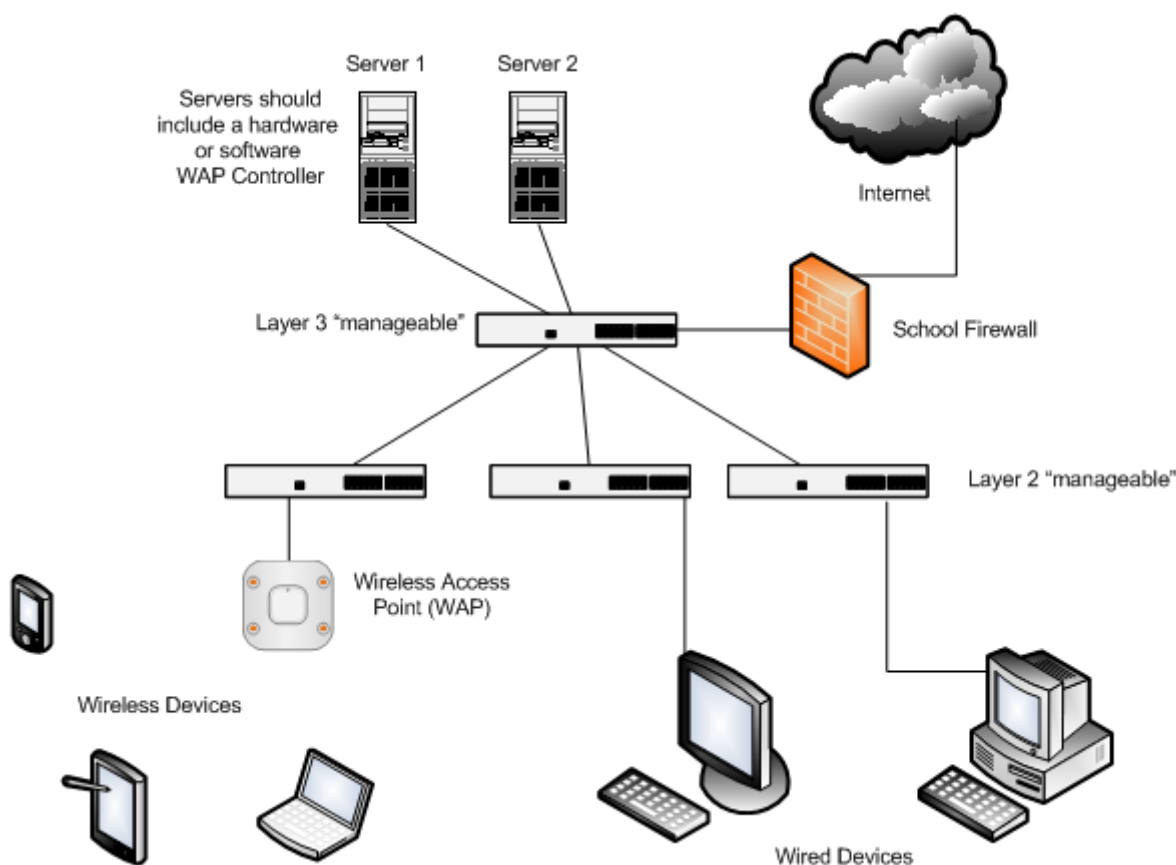 Server 1
Server 2
Servers should
include a hardware
or software
WAP Controller
Internet
Layer 3 “manageable”
School Firewall
Layer 2 “manageable”
Wireless Access
Point (WAP)
Wireless Devices
Wired Devices